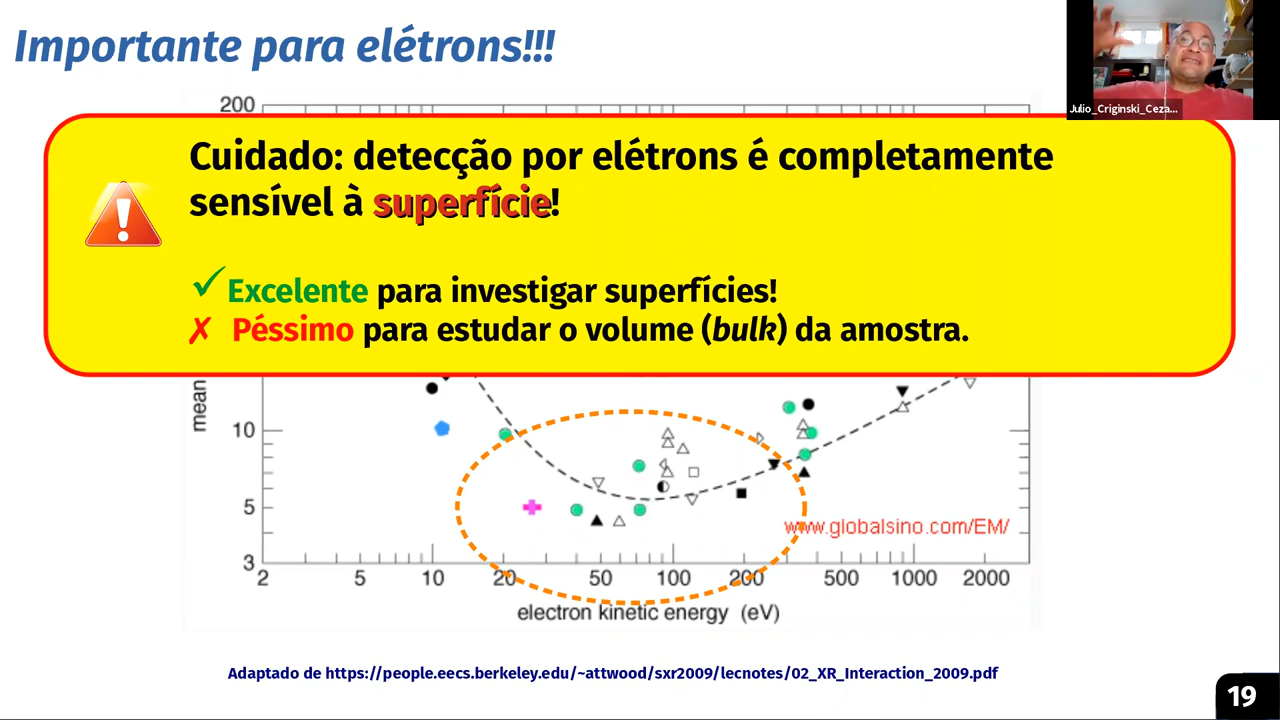 Importante para elétrons!!!
Julio_Criginski_Ceza...
200
Cuidado: detecção por elétrons é completamente
sensível à superfície!
✓Excelente para investigar superfícies!
✗ Péssimo para estudar o volume (bulk) da amostra.
mean
10
5
www.globalsino.com/EM/
3
2 5 10 20 50 100 200 500 1000 2000
electron kinetic energy (eV)
Adaptado de https://people.eecs.berkeley.edu/~attwood/sxr2009/lecnotes/02_XR_Interaction_2009.pdf
19